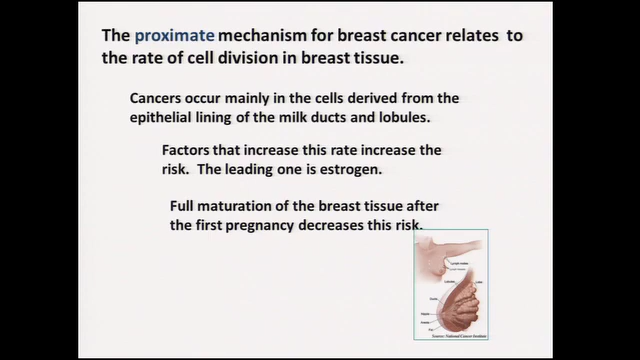 The proximate mechanism for breast cancer relates to
the rate of cell division in breast tissue.
Cancers occur mainly in the cells derived from the
epithelial lining of the milk ducts and lobules.
Factors that increase this rate increase the
risk. The leading one is estrogen.
Full maturation of the breast tissue after
the first pregnancy decreases this risk.
Lymph nodes
Source: National Cancer Institute